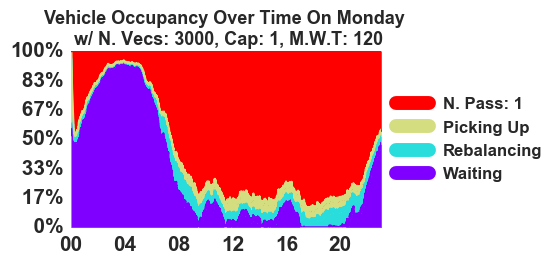 Vehicle Occupancy Over Time On Monday
w/ N. Vecs: 3000, Cap: 1, M.W.T: 120
100%
83%
67%
50%
33%
17%
0%
00 04 08 12 16 20
N. Pass: 1
Picking Up
Rebalancing
Waiting